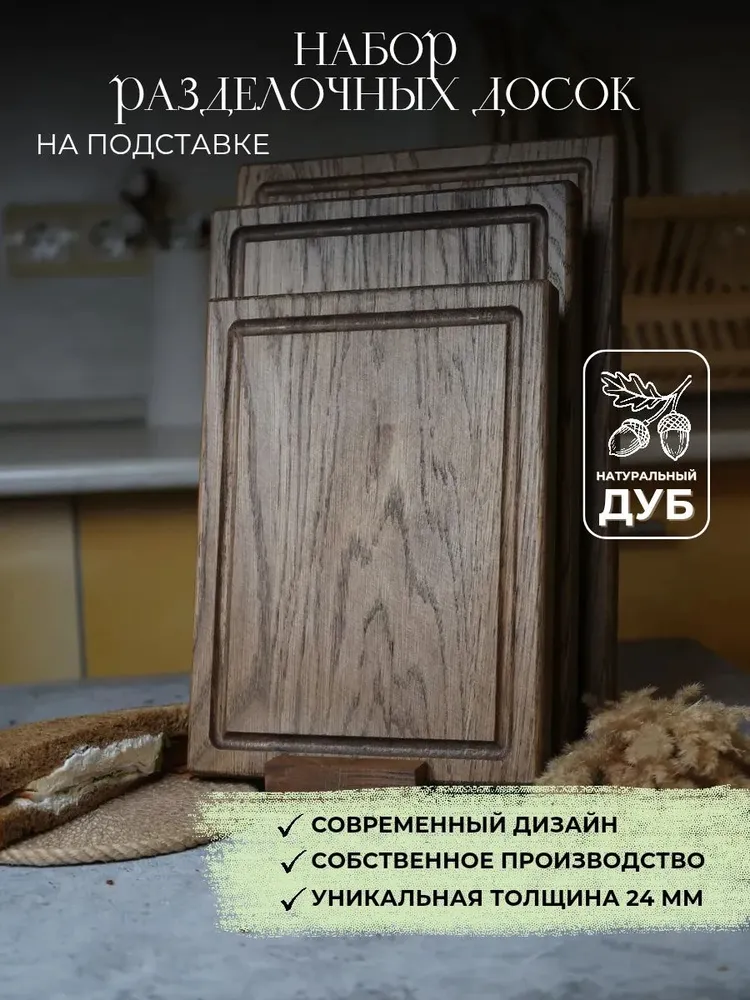 НАБОР
РАЗДЕЛОЧНЫХ ДОСОК
НА ПОДСТАВКЕ
НАТУРАЛЬНЫЙ
ДУБ
СОВРЕМЕННЫЙ ДИЗАЙН
СОБСТВЕННОЕ ПРОИЗВОДСТВО
УНИКАЛЬНАЯ ТОЛЩИНА 24 ММ